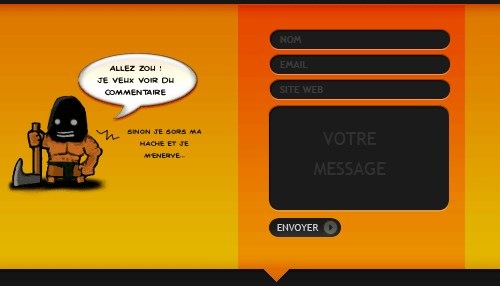 ALLEZ ZOU !
JE VEUX VOIR DU
COMMENTAIRE
SINON JE SORS MA
HACHE ET JE
M'ENERVE...
NOM
EMAIL
SITE WEB
VOTRE
MESSAGE
ENVOYER